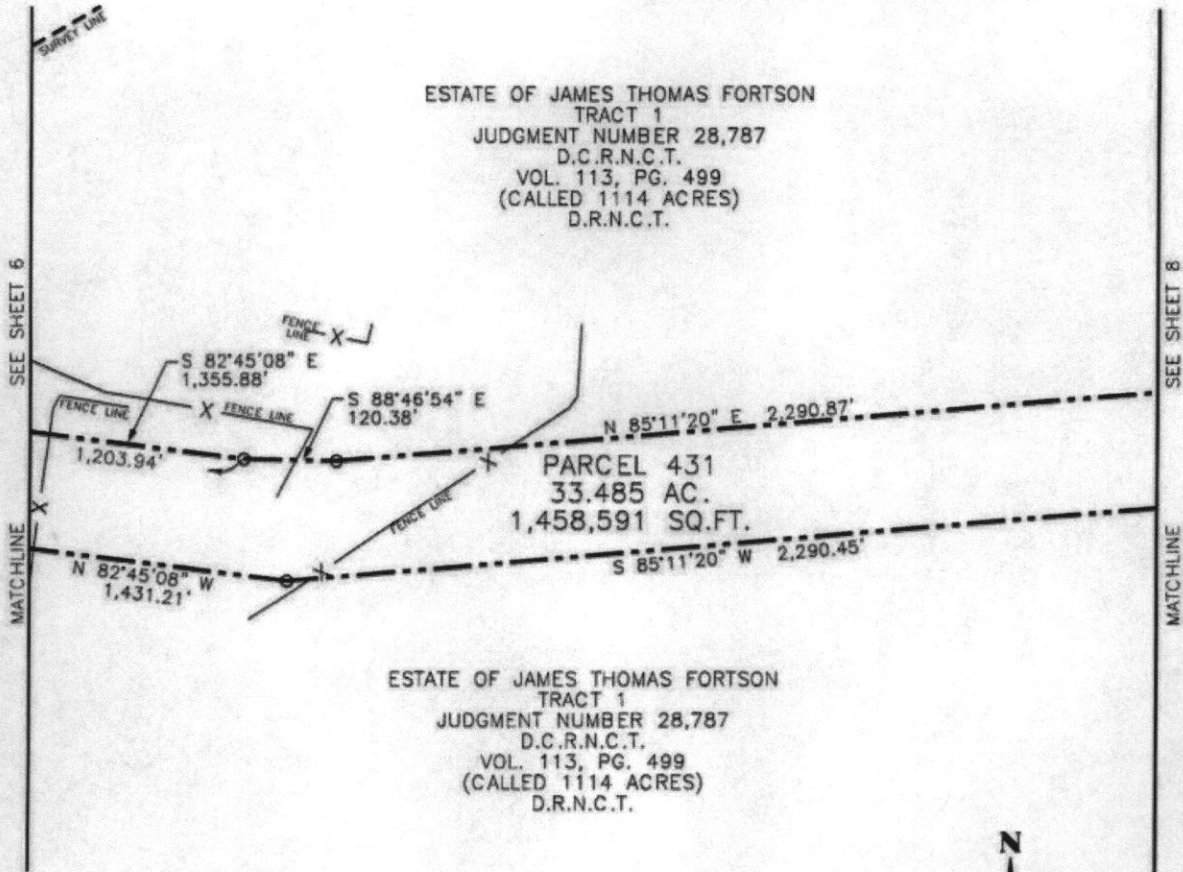 SURVEY LINE
ESTATE OF JAMES THOMAS FORTSON
TRACT 1
JUDGMENT NUMBER 28,787
D.C.R.N.C.T.
VOL. 113, PG. 499
(CALLED 1114 ACRES)
D.R.N.C.T.
SEE SHEET 6
MATCHLINE
SEE SHEET 8
MATCHLINE
FENCE
LINE
X
S 82°45'08" E
1,355.88'
FENCE LINE
X
FENCE LINE
S 88°46'54" E
120.38'
N 85°11'20" E 2,290.87'
1,203.94'
X
X
FENCE LINE
X
PARCEL 431
33.485 AC.
1,458,591 SQ.FT.
N 82°45'08" W
1,431.21'
S 85°11'20" W 2,290.45'
ESTATE OF JAMES THOMAS FORTSON
TRACT 1
JUDGMENT NUMBER 28,787
D.C.R.N.C.T.
VOL. 113, PG. 499
(CALLED 1114 ACRES)
D.R.N.C.T.
N